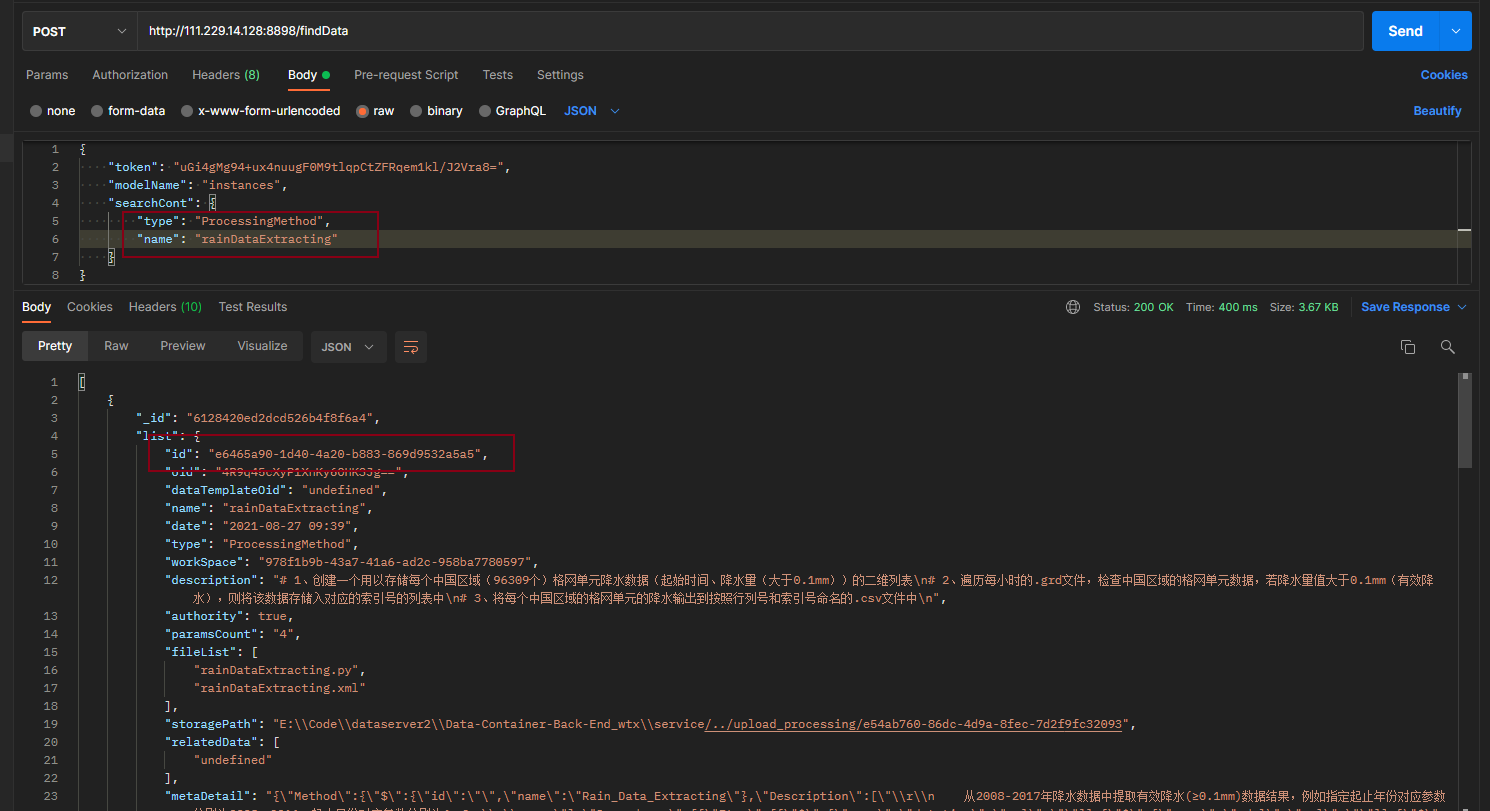 POST
http://111.229.14.128:8898/findData
Send
Params Authorization Headers (8) Body Pre-request Script Tests Settings Cookies
none form-data x-www-form-urlencoded raw binary GraphQL JSON Beautify
1 {
2 "token": "uGi4gMg94+ux4nuugF0M9tlqpCtZFRqem1kl/J2Vra8=",
3 "modelName": "instances",
4 "searchCont": {
5 "type": "ProcessingMethod",
6 "name": "rainDataExtracting"
7 }
8 }
Body Cookies Headers (10) Test Results Status: 200 OK Time: 400 ms Size: 3.67 KB Save Response
Pretty Raw Preview Visualize JSON
1 [
2 {
3 "_id": "6128420ed2dcd526b4f8f6a4",
4 "list": {
5 "id": "e6465a90-1d40-4a20-b883-869d9532a5a5",
6 "oid":
7 "dataTemplateOid": "undefined",
8 "name": "rainDataExtracting",
9 "date": "2021-08-27 09:39",
10 "type": "ProcessingMethod",
11 "workSpace": "978f1b9b-43a7-41a6-ad2c-958ba7780597",
12 "description": "# 1、创建一个用以存储每个中国区域（96309个）格网单元降水数据（起始时间、降水量（大于0.1mm））的二维列表\n# 2、遍历每小时的.grd文件，检查中国区域的格网单元数据，若降水量值大于0.1mm（有效降
水），则将该数据存储入对应的索引号的列表中\n# 3、将每个中国区域的格网单元的降水输出到按照行列号和索引号命名的.csv文件中\n",
13 "authority": true,
14 "paramsCount": "4",
15 "fileList": [
16 "rainDataExtracting.py",
17 "rainDataExtracting.xml"
18 ],
19 "storagePath": "E:\\Code\\dataserver2\\Data-Container-Back-End_wtx\\service/../upload_processing/e54ab760-86dc-4d9a-8fec-7d2f9fc32093",
20 "relatedData": [
21 "undefined"
22 ],
23 "metaDetail": "{\"Method\":{\"$\":{\"id\":\"\",\"name\":\"Rain_Data_Extracting\"},\"Description\":[\"\\r\\n 从2008-2017年降水数据中提取有效降水(≥0.1mm)数据结果，例如指定起止年份对应参数